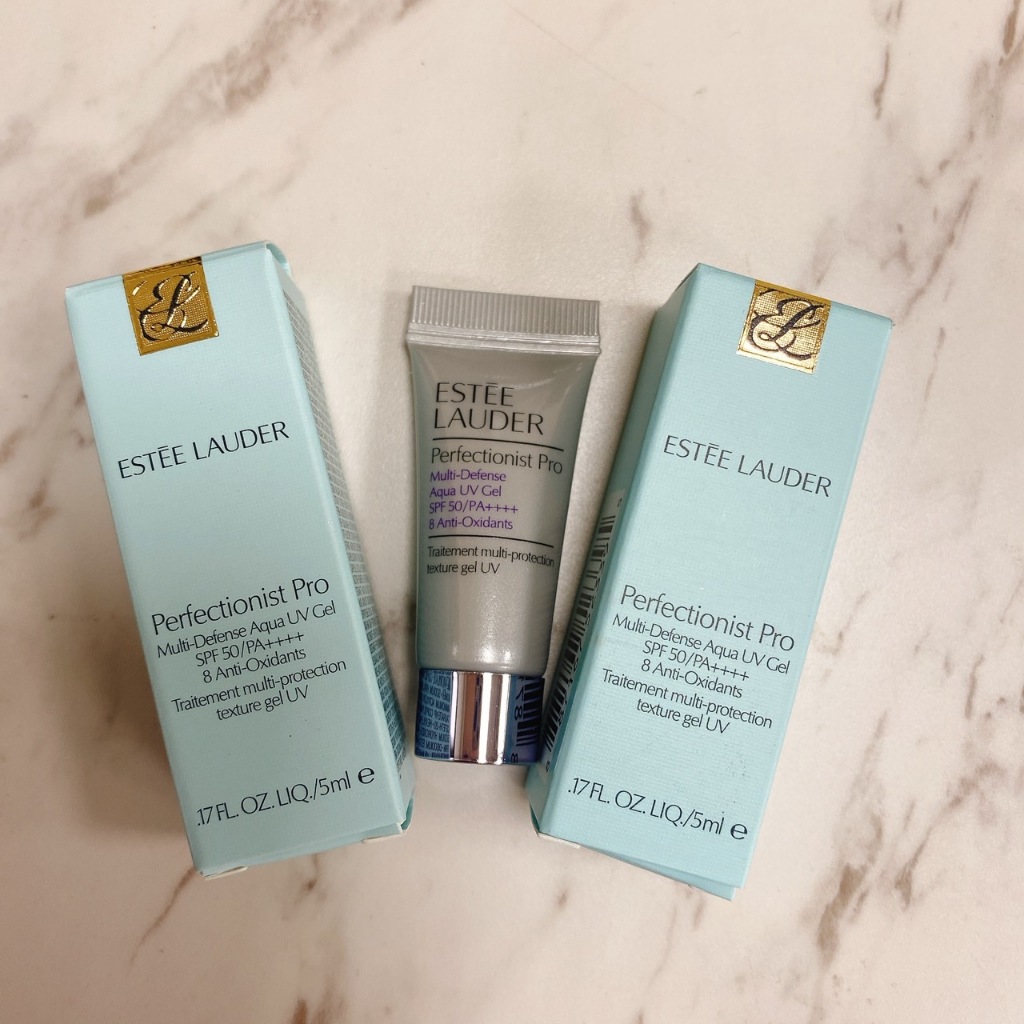 EL
ESTĒE LAUDER
Perfectionist Pro
Multi-Defense Aqua UV Gel
SPF 50/PA++++
8 Anti-Oxidants
Traitement multi-protection
texture gel UV
.17 FL. OZ. LIQ./5ml e
ESTĒE
LAUDER
Perfectionist Pro
Multi-Defense
Aqua UV Gel
SPF 50/PA++++
8 Anti-Oxidants
Traitement multi-protection
texture gel UV
EL
ESTĒE LAUDER
Perfectionist Pro
Multi-Defense Aqua UV Gel
SPF 50/PA++++
8 Anti-Oxidants
Traitement multi-protection
texture gel UV
.17 FL. OZ. LIQ./5ml e